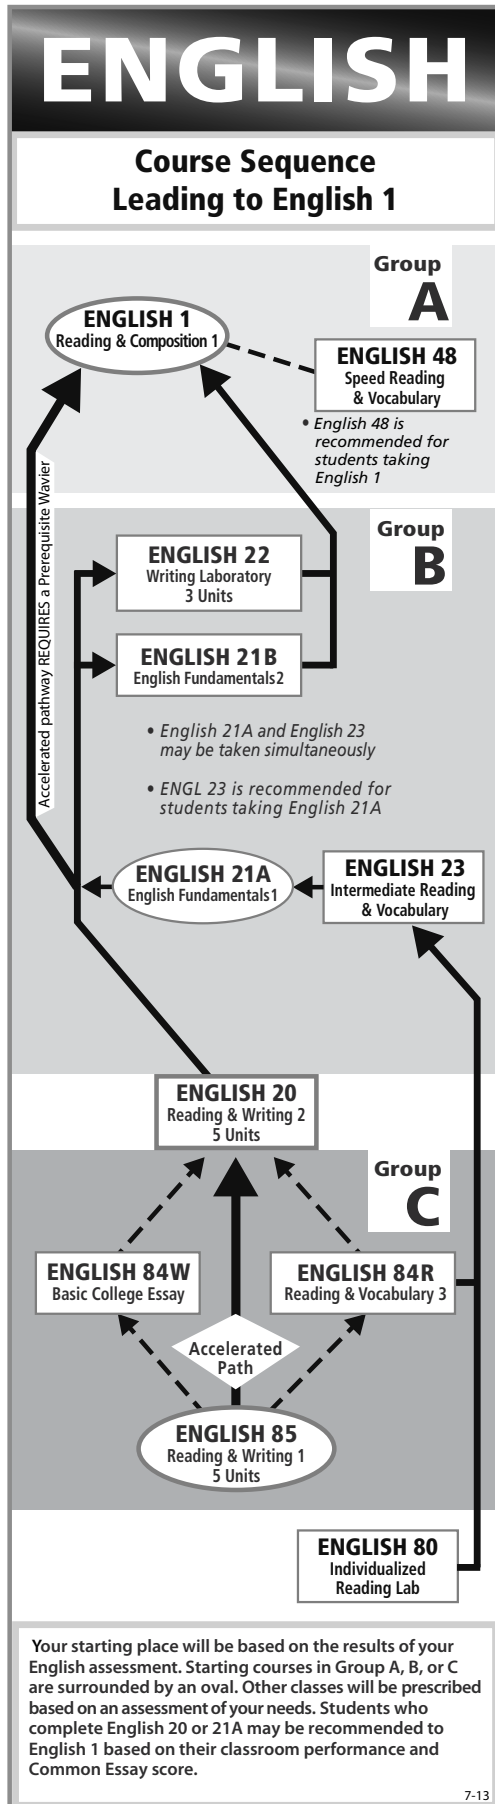 ENGLISH
Course Sequence
Leading to English 1
Group
A
ENGLISH 1
Reading & Composition 1
ENGLISH 48
Speed Reading
& Vocabulary
• English 48 is
recommended for
students taking
English 1
Accelerated pathway REQUIRES a Prerequisite Wavier
Group
B
ENGLISH 22
Writing Laboratory
3 Units
ENGLISH 21B
English Fundamentals2
• English 21A and English 23
may be taken simultaneously
• ENGL 23 is recommended for
students taking English 21A
ENGLISH 21A
English Fundamentals1
ENGLISH 23
Intermediate Reading
& Vocabulary
ENGLISH 20
Reading & Writing 2
5 Units
Group
C
ENGLISH 84W
Basic College Essay
ENGLISH 84R
Reading & Vocabulary 3
Accelerated
Path
ENGLISH 85
Reading & Writing 1
5 Units
ENGLISH 80
Individualized
Reading Lab
Your starting place will be based on the results of your
English assessment. Starting courses in Group A, B, or C
are surrounded by an oval. Other classes will be prescribed
based on an assessment of your needs. Students who
complete English 20 or 21A may be recommended to
English 1 based on their classroom performance and
Common Essay score.
7-13